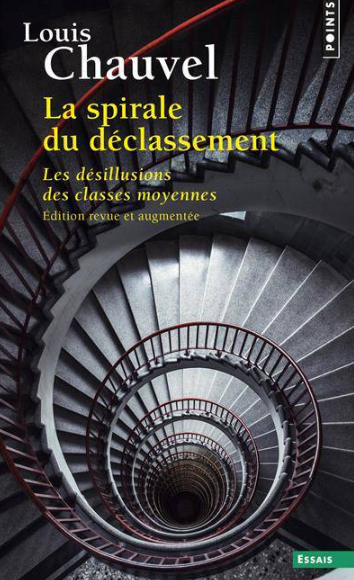 Louis
Chauvel
POINTS
La spirale
du déclassement
Les désillusions
des classes moyennes
Édition revue et augmentée
Essais